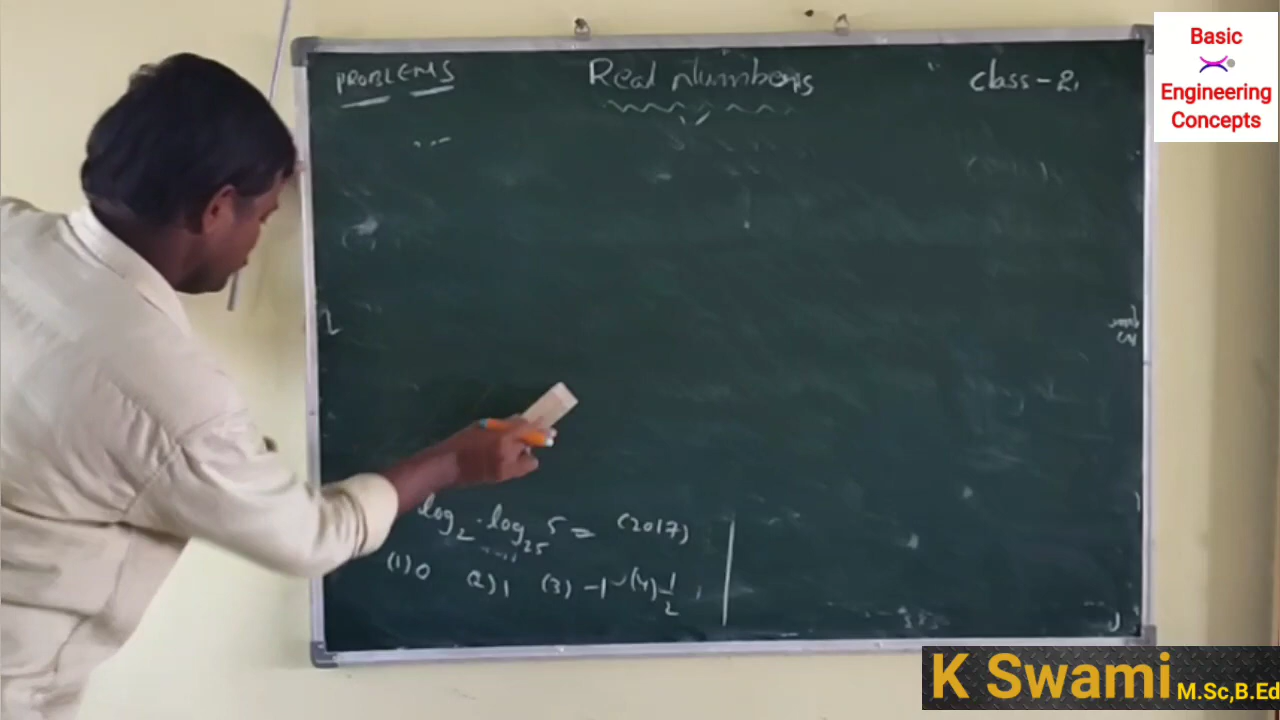 PROBLEMS Real Numbers Class-2.
Basic
Engineering
Concepts
log₂ · log₂₅ 5 = (2017)
(1) 0 (2) 1 (3) -1 (4) 1/2
K Swami M.Sc,B.Ed